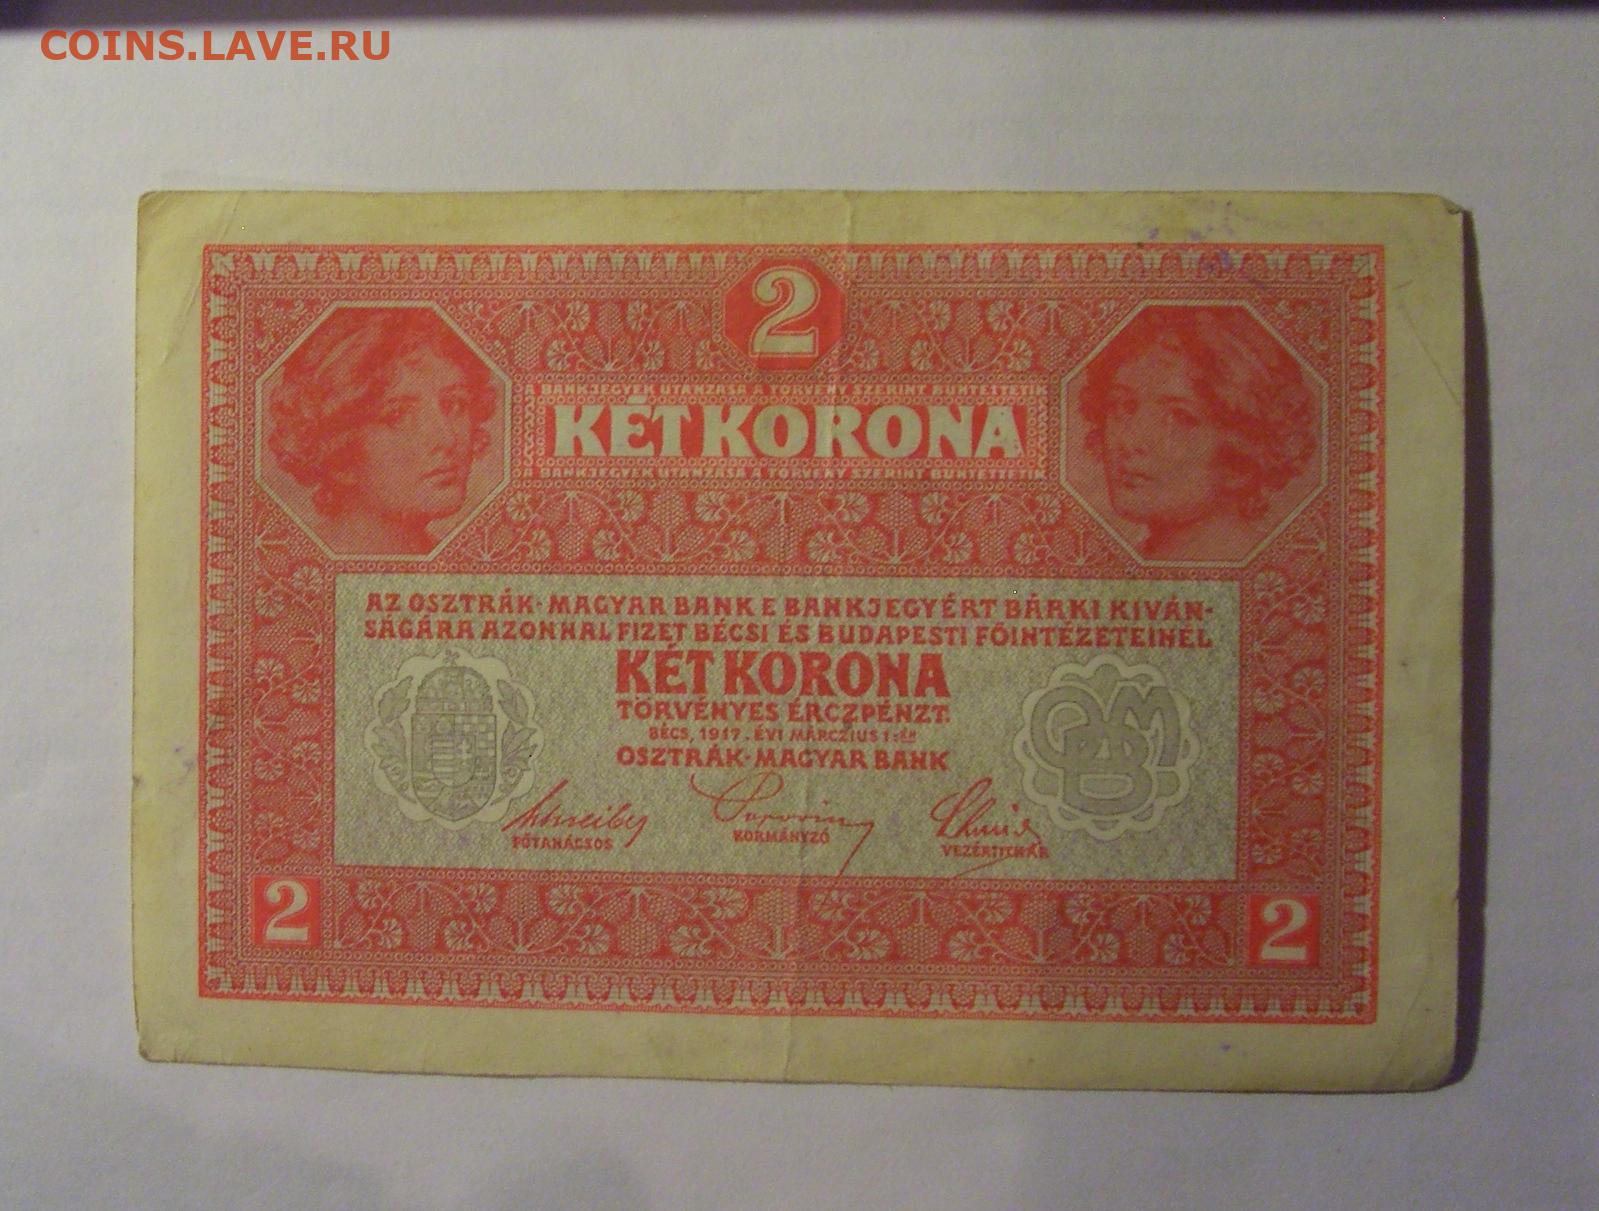 COINS.LAVE.RU
2
A BANKJEGYEK UTÁNZÁSA A TÖRVÉNY SZERINT BÜNTETTETIK
KÉT KORONA
A BANKJEGYEK UTÁNZÁSA A TÖRVÉNY SZERINT BÜNTETTETIK
AZ OSZTRÁK-MAGYAR BANK E BANKJEGYÉRT BÁRKI KIVÁN-
SÁGÁRA AZONNAL FIZET BÉCSI ÉS BUDAPESTI FŐINTÉZETEINÉL
KÉT KORONA
TÖRVÉNYES ÉRCZPÉNZT.
BÉCS, 1917. ÉVI MÁRCZIUS 1-ÉN
OSZTRÁK-MAGYAR BANK
FŐTANÁCSOS
KORMÁNYZÓ
VEZÉRTITKÁR
2
2